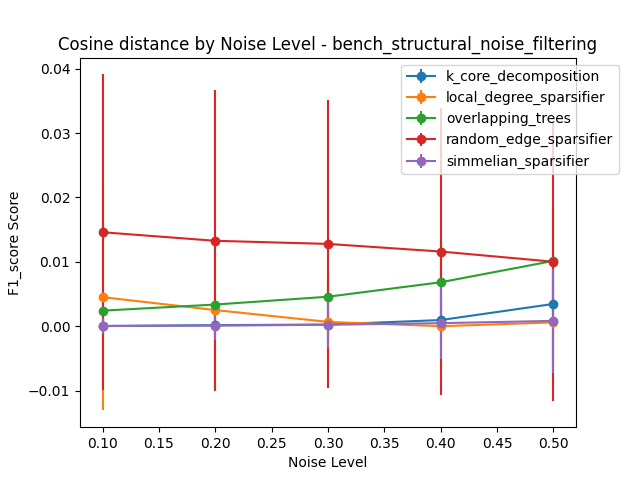 Cosine distance by Noise Level - bench_structural_noise_filtering
k_core_decomposition
local_degree_sparsifier
overlapping_trees
random_edge_sparsifier
simmelian_sparsifier
F1_score Score
0.04
0.03
0.02
0.01
0.00
−0.01
0.10 0.15 0.20 0.25 0.30 0.35 0.40 0.45 0.50
Noise Level